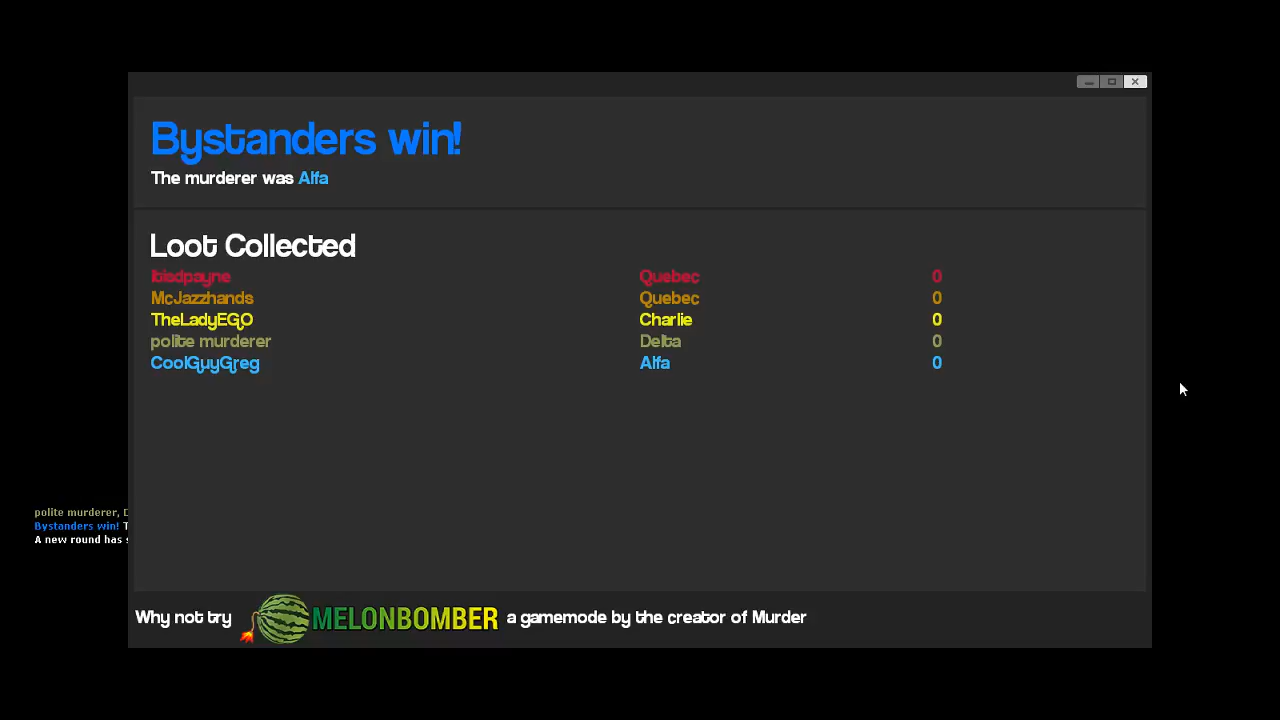 Bystanders win!
The murderer was Alfa
Loot Collected
itisdpayne Quebec 0
McJazzhands Quebec 0
TheLadyEGO Charlie 0
polite murderer Delta 0
CoolGuyGreg Alfa 0
polite murderer, D
Bystanders win! T
A new round has s
Why not try MELONBOMBER a gamemode by the creator of Murder